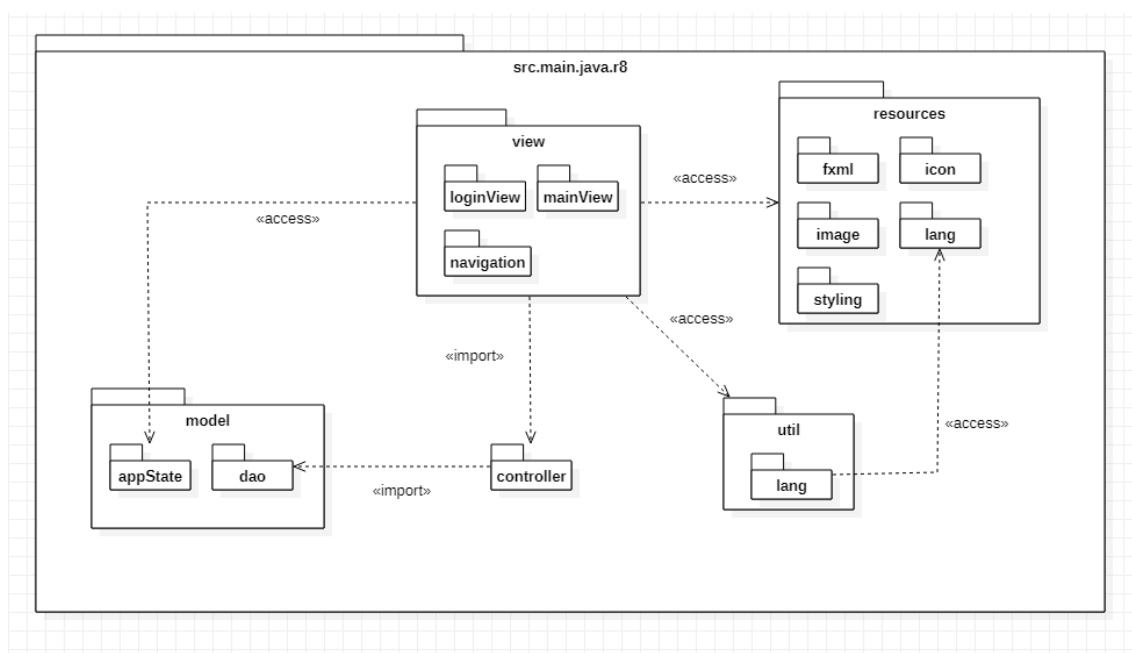 src.main.java.r8
view
loginView
mainView
navigation
resources
fxml
icon
image
lang
styling
«access»
«access»
«access»
«import»
«access»
model
appState
dao
«import»
controller
util
lang